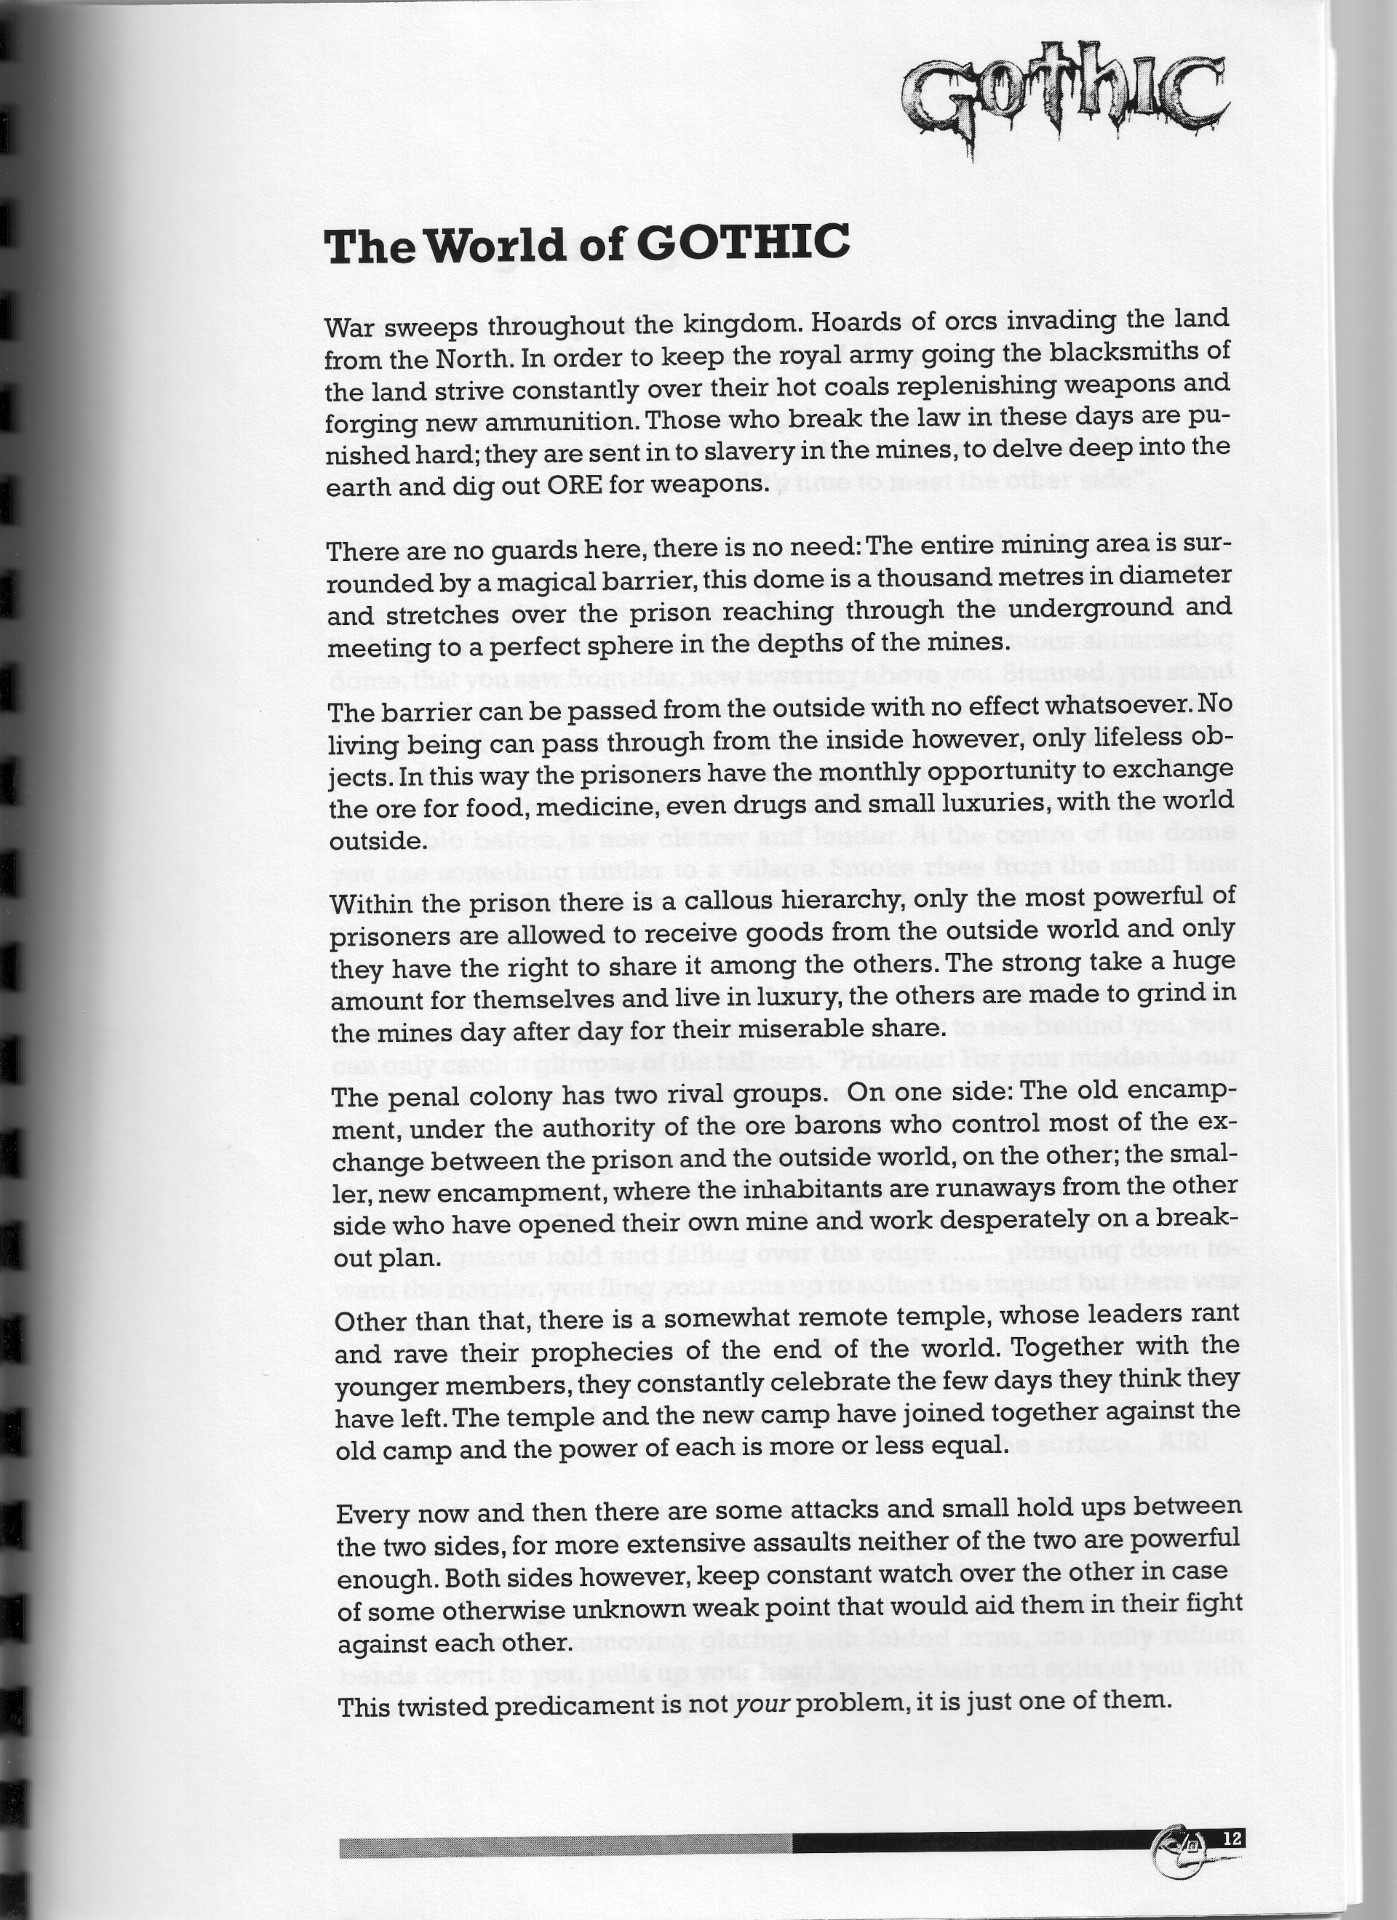 GOTHIC
The World of GOTHIC
War sweeps throughout the kingdom. Hoards of orcs invading the land
from the North. In order to keep the royal army going the blacksmiths of
the land strive constantly over their hot coals replenishing weapons and
forging new ammunition. Those who break the law in these days are pu-
nished hard; they are sent in to slavery in the mines, to delve deep into the
earth and dig out ORE for weapons.
There are no guards here, there is no need: The entire mining area is sur-
rounded by a magical barrier, this dome is a thousand metres in diameter
and stretches over the prison reaching through the underground and
meeting to a perfect sphere in the depths of the mines.
The barrier can be passed from the outside with no effect whatsoever. No
living being can pass through from the inside however, only lifeless ob-
jects. In this way the prisoners have the monthly opportunity to exchange
the ore for food, medicine, even drugs and small luxuries, with the world
outside.
Within the prison there is a callous hierarchy, only the most powerful of
prisoners are allowed to receive goods from the outside world and only
they have the right to share it among the others. The strong take a huge
amount for themselves and live in luxury, the others are made to grind in
the mines day after day for their miserable share.
The penal colony has two rival groups. On one side: The old encamp-
ment, under the authority of the ore barons who control most of the ex-
change between the prison and the outside world, on the other; the smal-
ler, new encampment, where the inhabitants are runaways from the other
side who have opened their own mine and work desperately on a break-
out plan.
Other than that, there is a somewhat remote temple, whose leaders rant
and rave their prophecies of the end of the world. Together with the
younger members, they constantly celebrate the few days they think they
have left. The temple and the new camp have joined together against the
old camp and the power of each is more or less equal.
Every now and then there are some attacks and small hold ups between
the two sides, for more extensive assaults neither of the two are powerful
enough. Both sides however, keep constant watch over the other in case
of some otherwise unknown weak point that would aid them in their fight
against each other.
This twisted predicament is not your problem, it is just one of them.
12